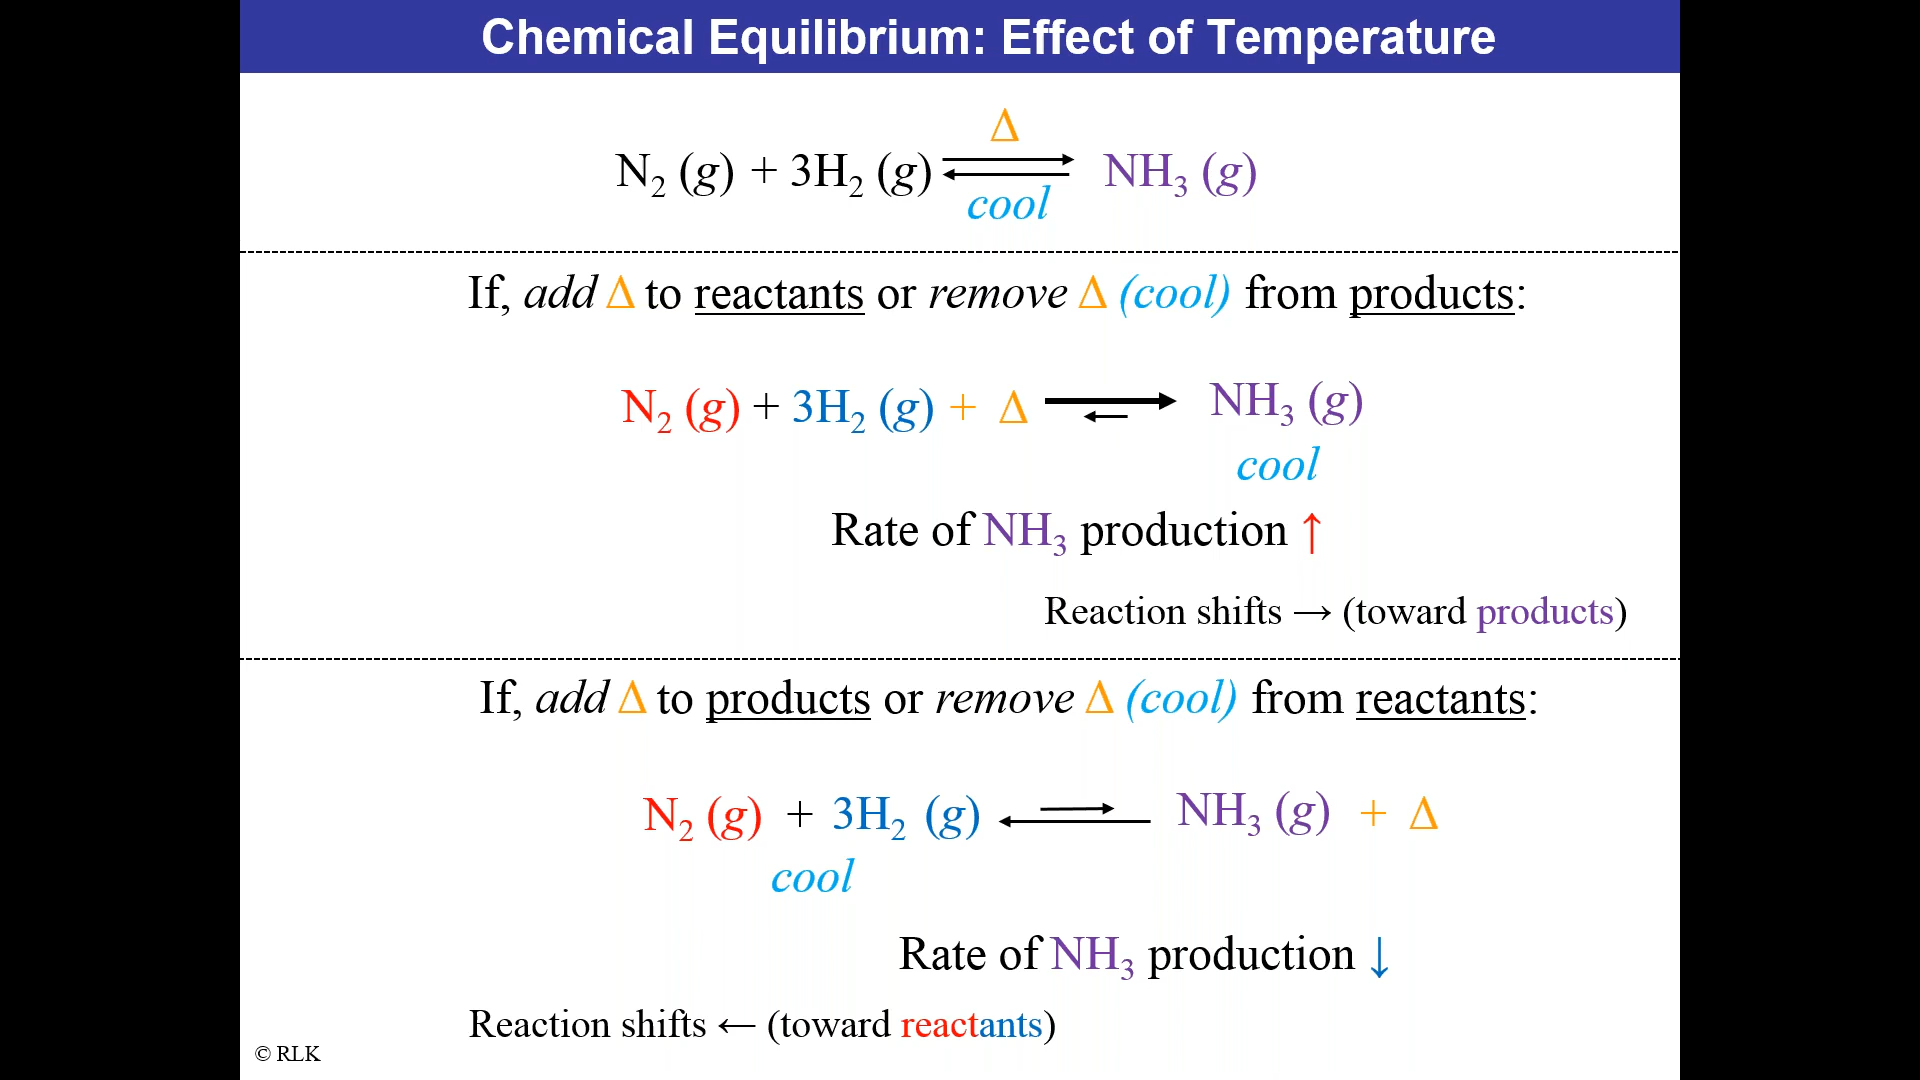 Chemical Equilibrium: Effect of Temperature
Δ
N₂ (g) + 3H₂ (g) ⇄ NH₃ (g)
cool
If, add Δ to reactants or remove Δ (cool) from products:
N₂ (g) + 3H₂ (g) + Δ ⇄ NH₃ (g)
cool
Rate of NH₃ production ↑
Reaction shifts → (toward products)
If, add Δ to products or remove Δ (cool) from reactants:
N₂ (g) + 3H₂ (g) ⇄ NH₃ (g) + Δ
cool
Rate of NH₃ production ↓
Reaction shifts ← (toward reactants)
© RLK